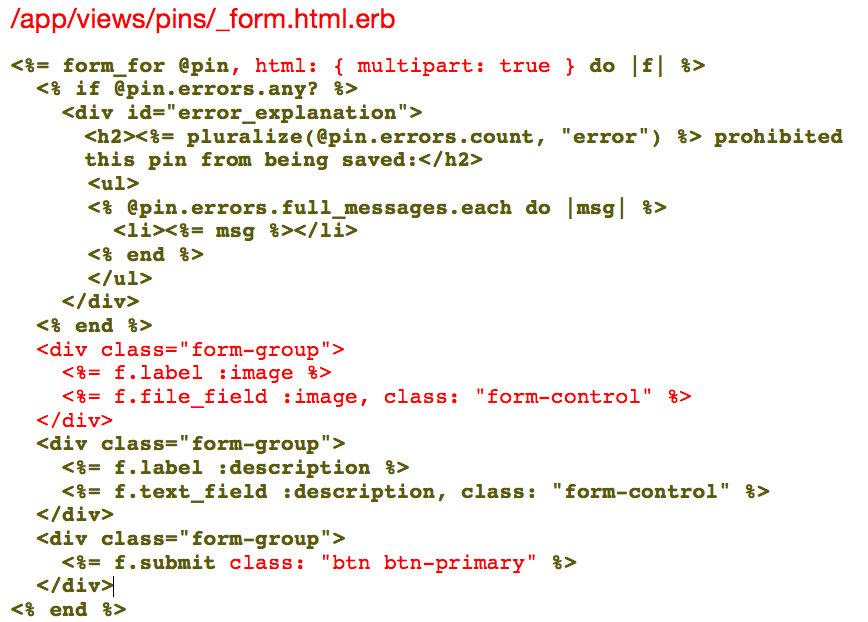 /app/views/pins/_form.html.erb
<%= form_for @pin, html: { multipart: true } do |f| %>
<% if @pin.errors.any? %>
<div id="error_explanation">
<h2><%= pluralize(@pin.errors.count, "error") %> prohibited
this pin from being saved:</h2>
<ul>
<% @pin.errors.full_messages.each do |msg| %>
<li><%= msg %></li>
<% end %>
</ul>
</div>
<% end %>
<div class="form-group">
<%= f.label :image %>
<%= f.file_field :image, class: "form-control" %>
</div>
<div class="form-group">
<%= f.label :description %>
<%= f.text_field :description, class: "form-control" %>
</div>
<div class="form-group">
<%= f.submit class: "btn btn-primary" %>
</div>
<% end %>